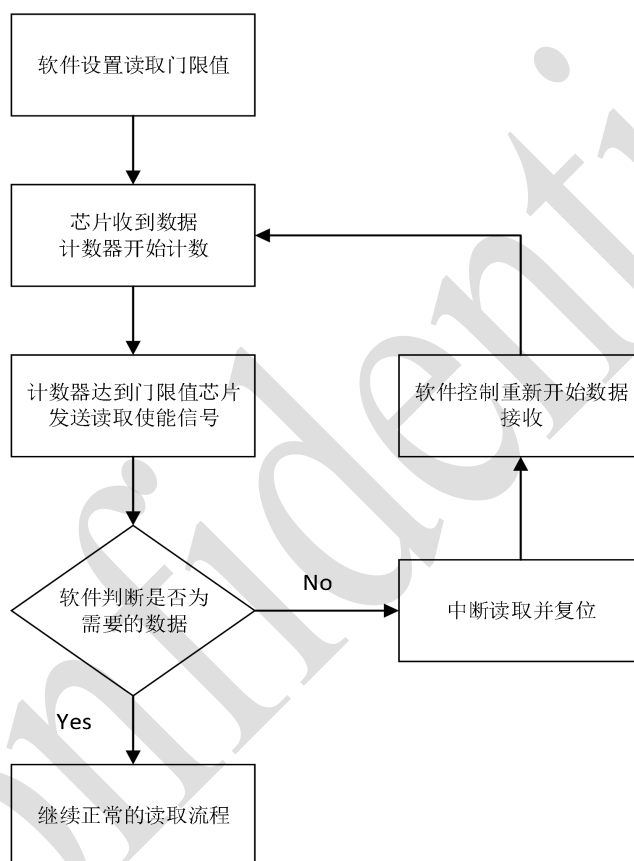 软件设置读取门限值
芯片收到数据
计数器开始计数
计数器达到门限值芯片
发送读取使能信号
软件控制重新开始数据
接收
软件判断是否为
需要的数据
No
中断读取并复位
Yes
继续正常的读取流程
onfidenti